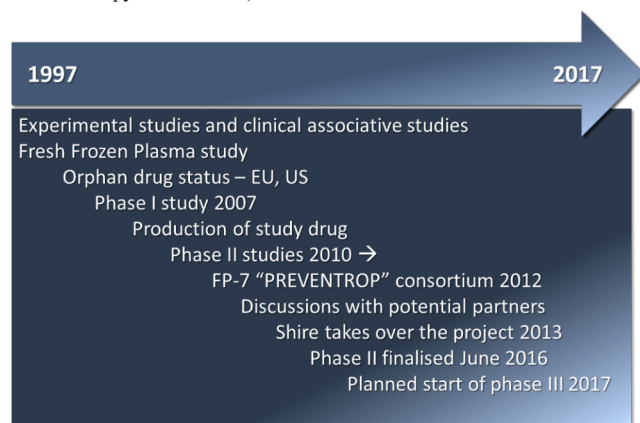 1997 2017
Experimental studies and clinical associative studies
Fresh Frozen Plasma study
Orphan drug status – EU, US
Phase I study 2007
Production of study drug
Phase II studies 2010 →
FP-7 “PREVENTROP” consortium 2012
Discussions with potential partners
Shire takes over the project 2013
Phase II finalised June 2016
Planned start of phase III 2017